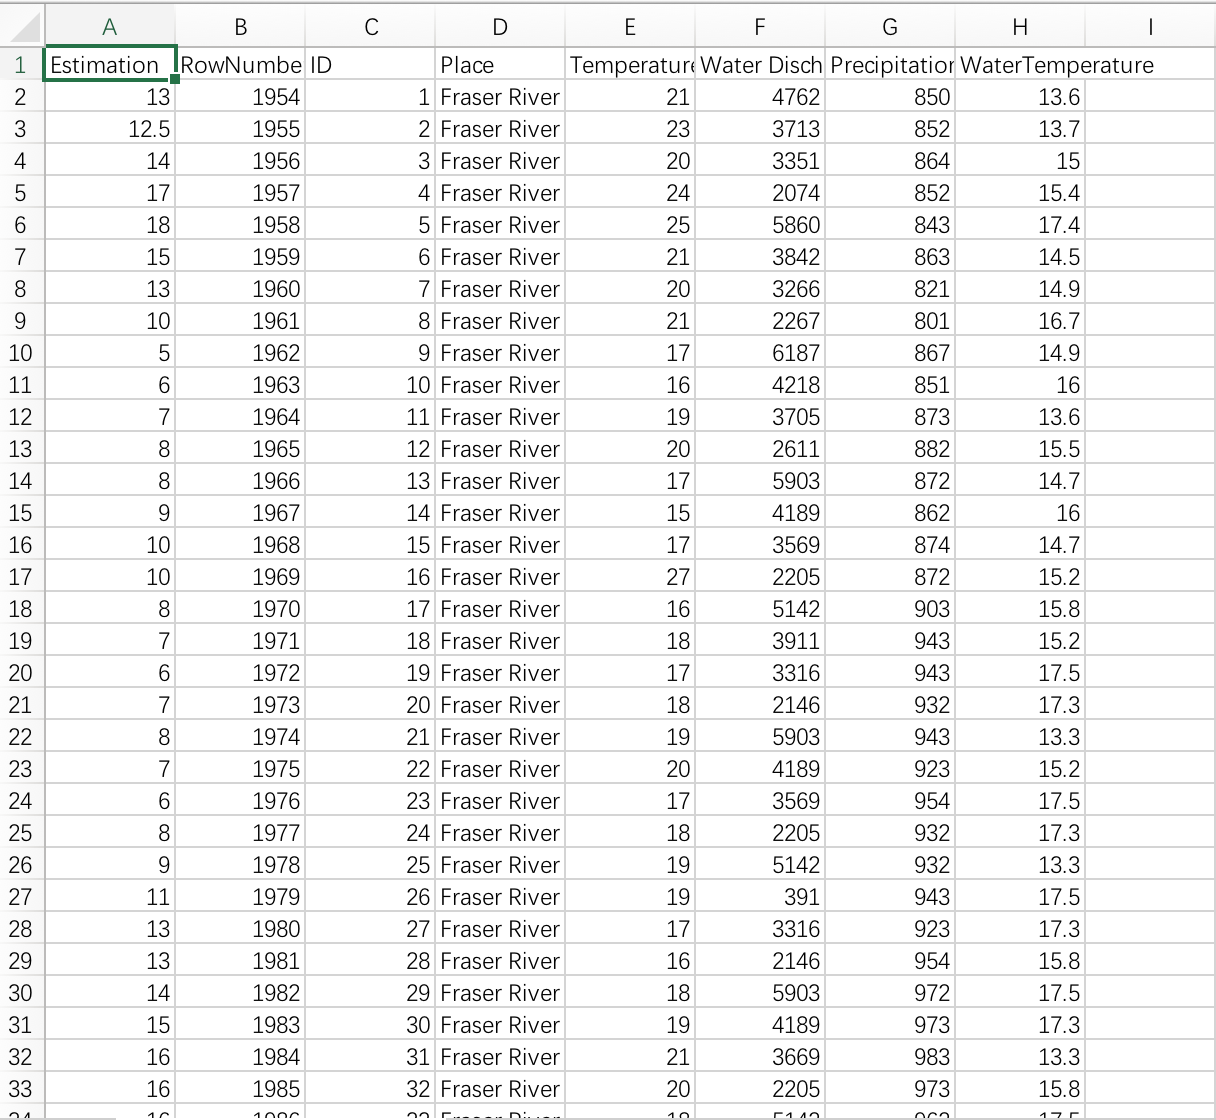 A B C D E F G H I
1 Estimation RowNumbe ID Place Temperature Water Disch Precipitation WaterTemperature
2 13 1954 1 Fraser River 21 4762 850 13.6
3 12.5 1955 2 Fraser River 23 3713 852 13.7
4 14 1956 3 Fraser River 20 3351 864 15
5 17 1957 4 Fraser River 24 2074 852 15.4
6 18 1958 5 Fraser River 25 5860 843 17.4
7 15 1959 6 Fraser River 21 3842 863 14.5
8 13 1960 7 Fraser River 20 3266 821 14.9
9 10 1961 8 Fraser River 21 2267 801 16.7
10 5 1962 9 Fraser River 17 6187 867 14.9
11 6 1963 10 Fraser River 16 4218 851 16
12 7 1964 11 Fraser River 19 3705 873 13.6
13 8 1965 12 Fraser River 20 2611 882 15.5
14 8 1966 13 Fraser River 17 5903 872 14.7
15 9 1967 14 Fraser River 15 4189 862 16
16 10 1968 15 Fraser River 17 3569 874 14.7
17 10 1969 16 Fraser River 27 2205 872 15.2
18 8 1970 17 Fraser River 16 5142 903 15.8
19 7 1971 18 Fraser River 18 3911 943 15.2
20 6 1972 19 Fraser River 17 3316 943 17.5
21 7 1973 20 Fraser River 18 2146 932 17.3
22 8 1974 21 Fraser River 19 5903 943 13.3
23 7 1975 22 Fraser River 20 4189 923 15.2
24 6 1976 23 Fraser River 17 3569 954 17.5
25 8 1977 24 Fraser River 18 2205 932 17.3
26 9 1978 25 Fraser River 19 5142 932 13.3
27 11 1979 26 Fraser River 19 391 943 17.5
28 13 1980 27 Fraser River 17 3316 923 17.3
29 13 1981 28 Fraser River 16 2146 954 15.8
30 14 1982 29 Fraser River 18 5903 972 17.5
31 15 1983 30 Fraser River 19 4189 973 17.3
32 16 1984 31 Fraser River 21 3669 983 13.3
33 16 1985 32 Fraser River 20 2205 973 15.8